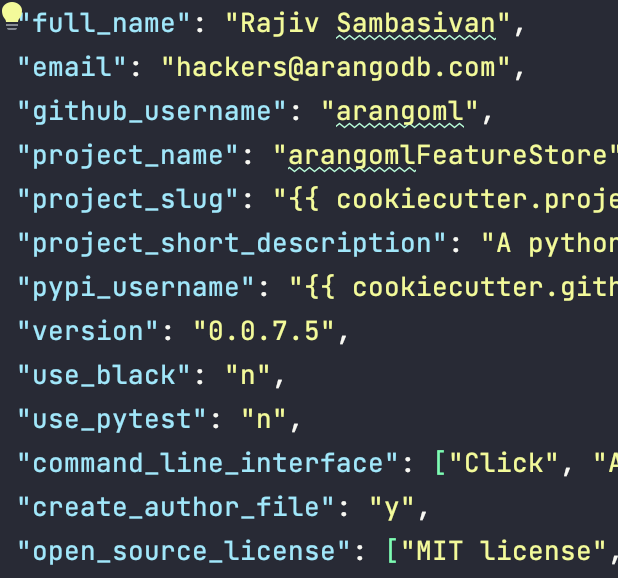 "full_name": "Rajiv Sambasivan",
"email": "hackers@arangodb.com",
"github_username": "arangoml",
"project_name": "arangomlFeatureStore"
"project_slug": "{{ cookiecutter.proje
"project_short_description": "A python
"pypi_username": "{{ cookiecutter.gith
"version": "0.0.7.5",
"use_black": "n",
"use_pytest": "n",
"command_line_interface": ["Click", "A
"create_author_file": "y",
"open_source_license": ["MIT license",